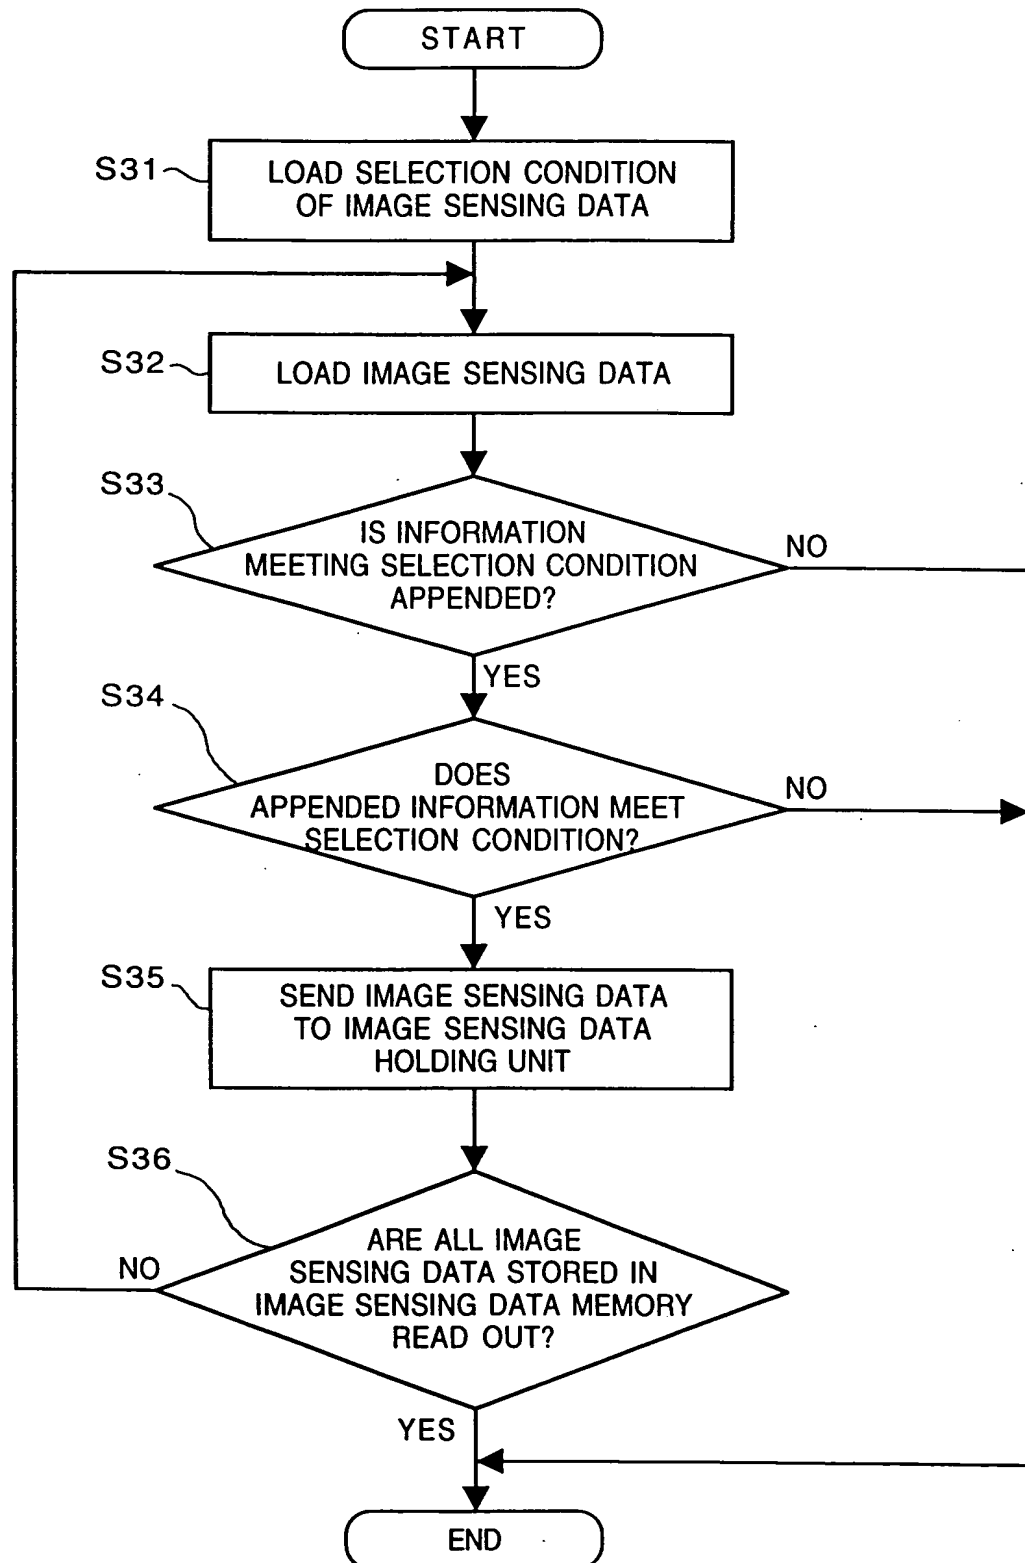 START
S31
LOAD SELECTION CONDITION
OF IMAGE SENSING DATA
S32
LOAD IMAGE SENSING DATA
S33
IS INFORMATION
MEETING SELECTION CONDITION
APPENDED?
NO
YES
S34
DOES
APPENDED INFORMATION MEET
SELECTION CONDITION?
NO
YES
S35
SEND IMAGE SENSING DATA
TO IMAGE SENSING DATA
HOLDING UNIT
S36
ARE ALL IMAGE
SENSING DATA STORED IN
IMAGE SENSING DATA MEMORY
READ OUT?
NO
YES
END